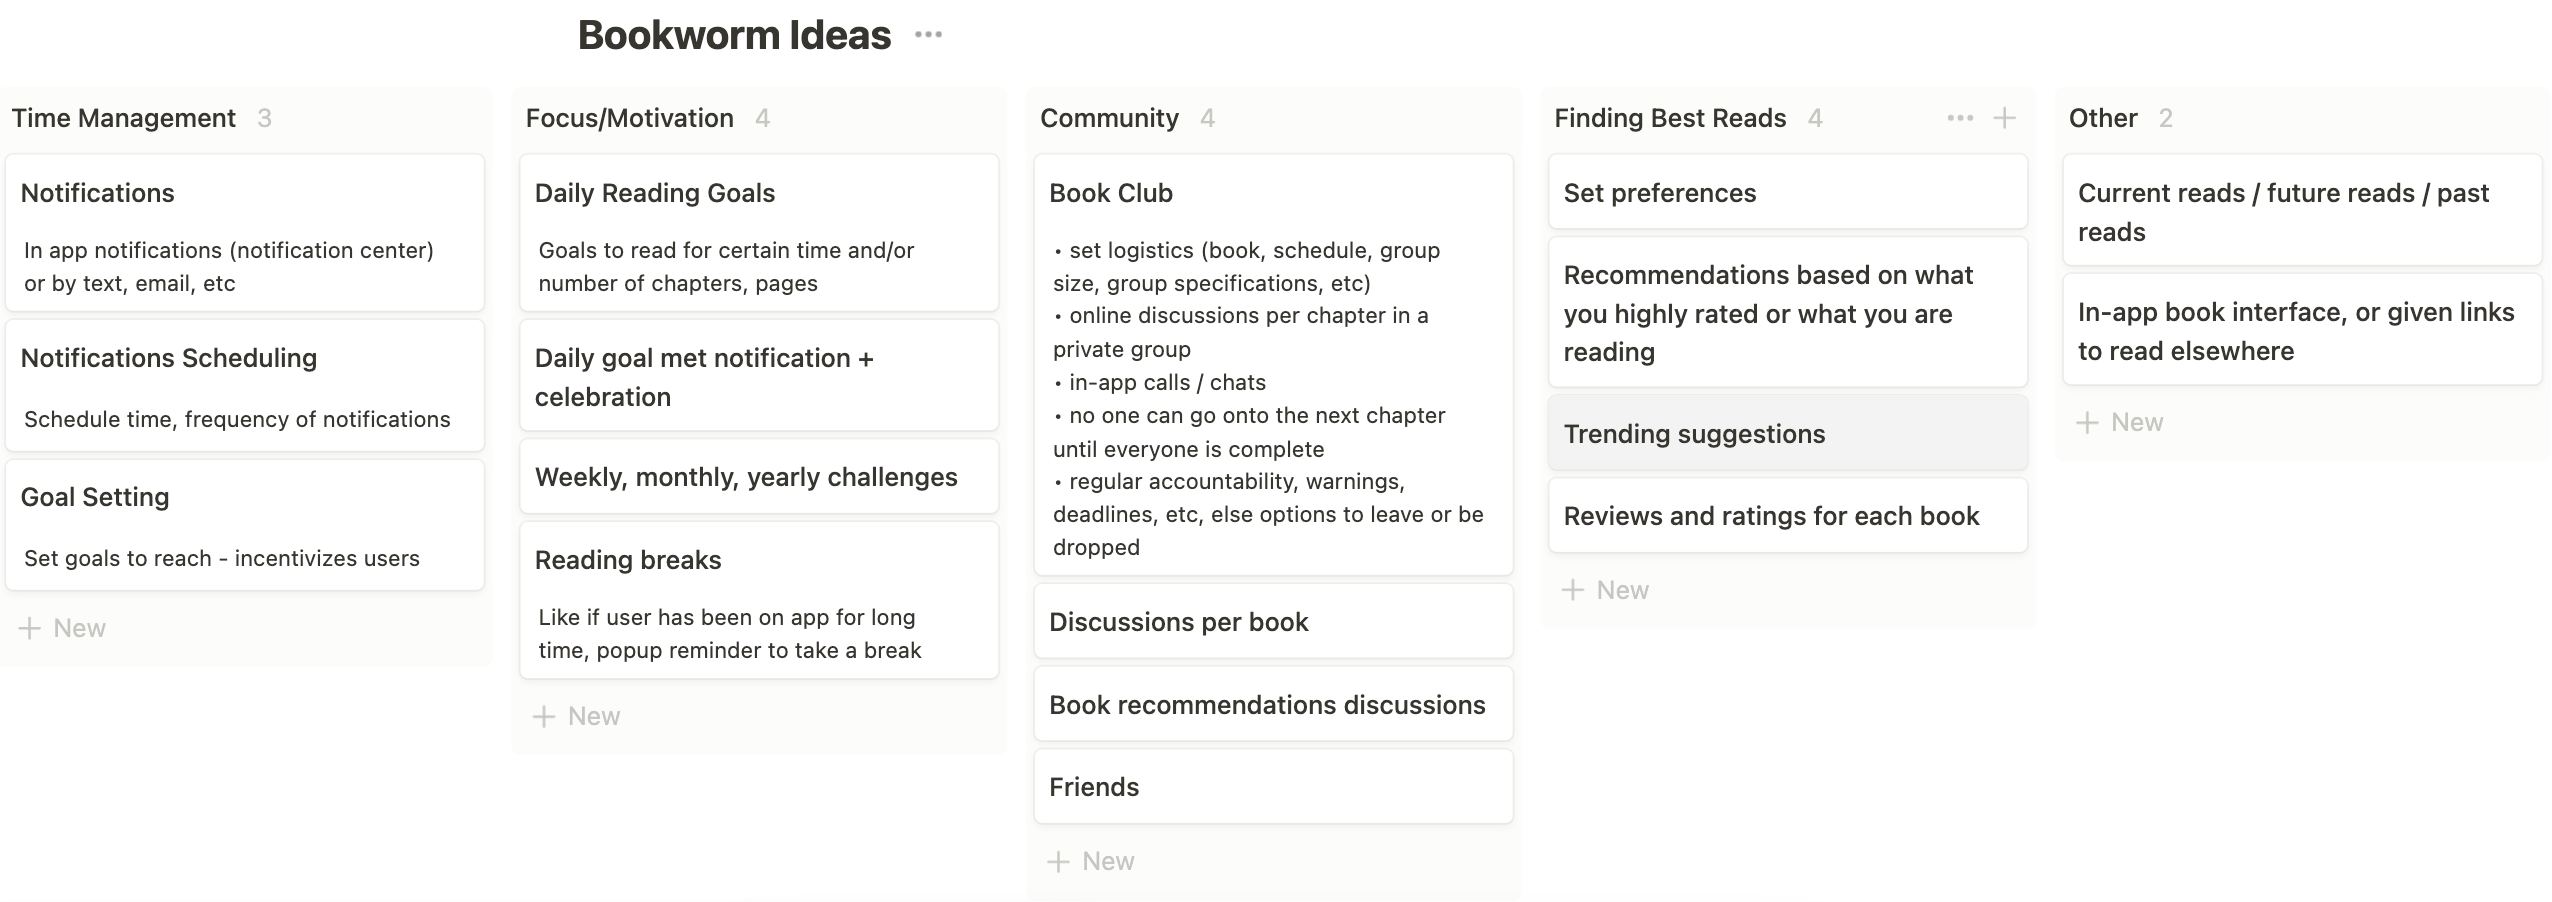 Bookworm Ideas
Time Management 3
Notifications
In app notifications (notification center)
or by text, email, etc
Notifications Scheduling
Schedule time, frequency of notifications
Goal Setting
Set goals to reach - incentivizes users
+ New
Focus/Motivation 4
Daily Reading Goals
Goals to read for certain time and/or
number of chapters, pages
Daily goal met notification +
celebration
Weekly, monthly, yearly challenges
Reading breaks
Like if user has been on app for long
time, popup reminder to take a break
+ New
Community 4
Book Club
• set logistics (book, schedule, group
size, group specifications, etc)
• online discussions per chapter in a
private group
• in-app calls / chats
• no one can go onto the next chapter
until everyone is complete
• regular accountability, warnings,
deadlines, etc, else options to leave or be
dropped
Discussions per book
Book recommendations discussions
Friends
+ New
Finding Best Reads 4
Set preferences
Recommendations based on what
you highly rated or what you are
reading
Trending suggestions
Reviews and ratings for each book
+ New
Other 2
Current reads / future reads / past
reads
In-app book interface, or given links
to read elsewhere
+ New